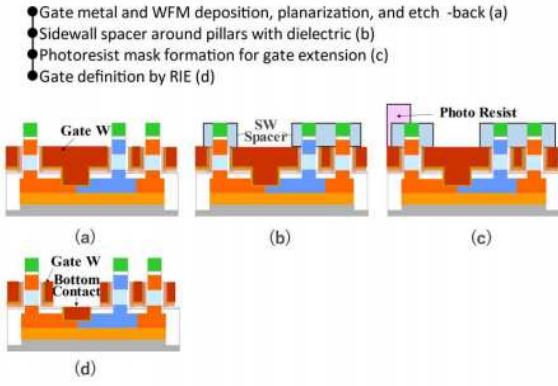 Gate metal and WFM deposition, planarization, and etch -back (a)
Sidewall spacer around pillars with dielectric (b)
Photoresist mask formation for gate extension (c)
Gate definition by RIE (d)
Gate W
SW
Spacer
Photo Resist
(a)
(b)
(c)
Gate W
Bottom
Contact
(d)